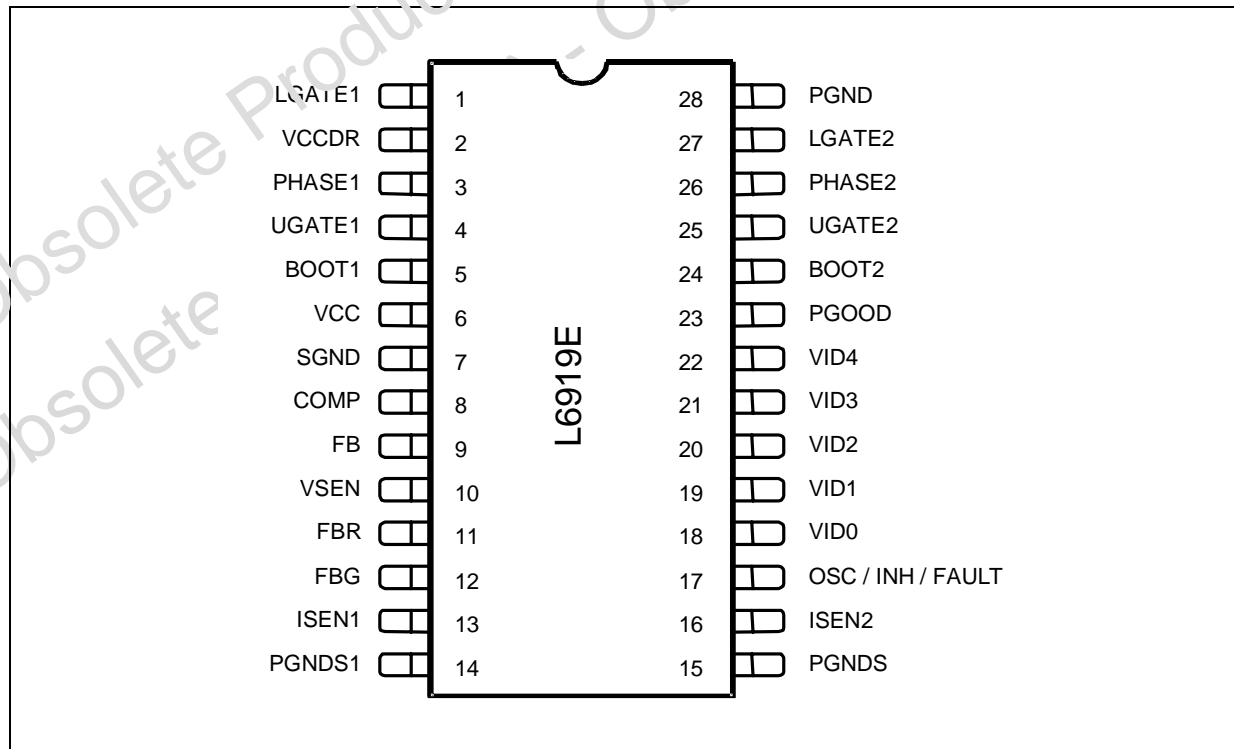 LGATE1 1 28 PGND
VCCDR 2 27 LGATE2
PHASE1 3 26 PHASE2
UGATE1 4 25 UGATE2
BOOT1 5 24 BOOT2
VCC 6 23 PGOOD
SGND 7 22 VID4
COMP 8 21 VID3
FB 9 20 VID2
VSEN 10 19 VID1
FBR 11 18 VID0
FBG 12 17 OSC / INH / FAULT
ISEN1 13 16 ISEN2
PGNDS1 14 15 PGNDS
L6919E